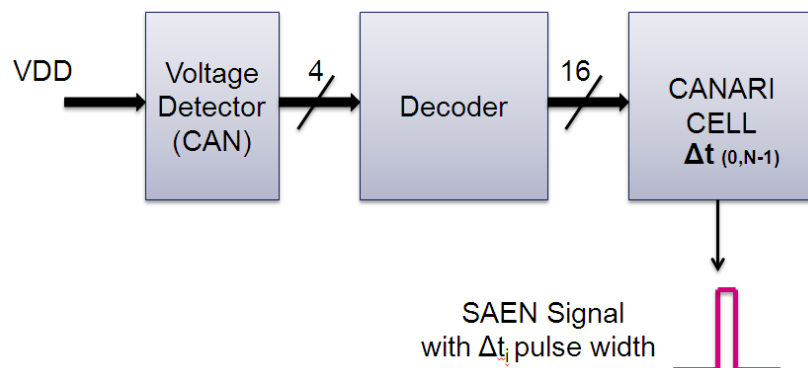 VDD
Voltage
Detector
(CAN)
4
Decoder
16
CANARI
CELL
Δt (0,N-1)
SAEN Signal
with Δti pulse width